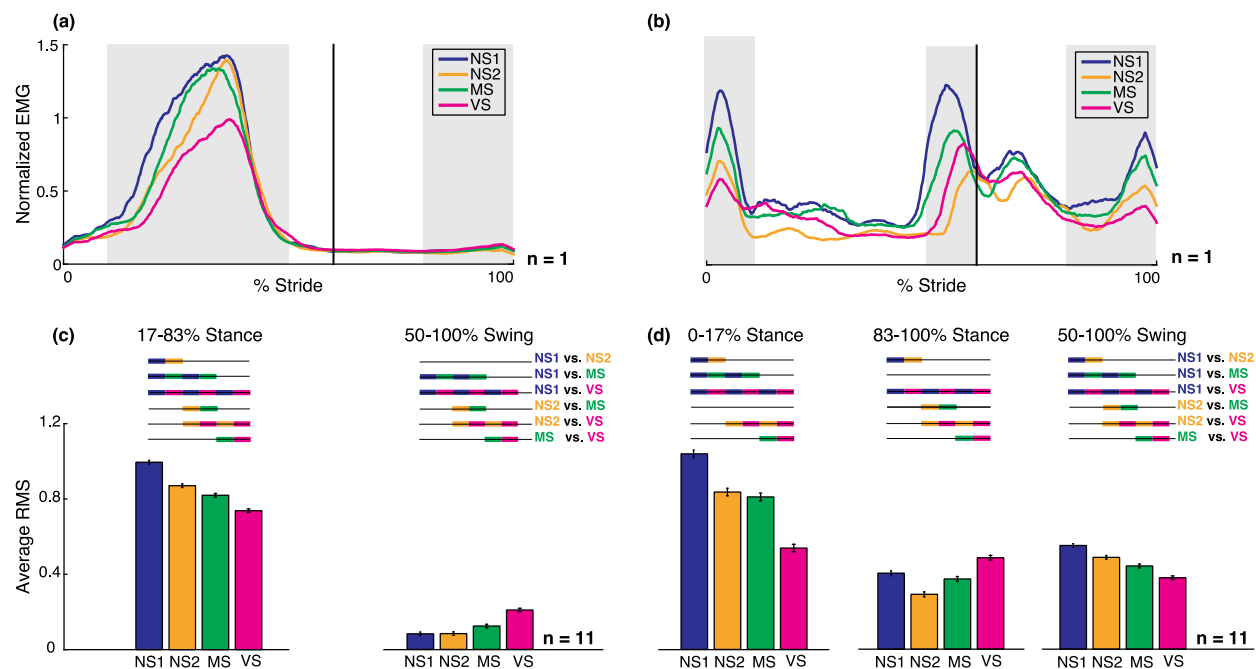 (a)
1.5
1
0.5
0
Normalized EMG
NS1
NS2
MS
VS
0
100
n = 1
% Stride
(b)
NS1
NS2
MS
VS
0
100
n = 1
% Stride
(c)
17-83% Stance
50-100% Swing
NS1 vs. NS2
NS1 vs. MS
NS1 vs. VS
NS2 vs. MS
NS2 vs. VS
MS vs. VS
1.2
0.8
0.4
0
Average RMS
NS1 NS2 MS VS
NS1 NS2 MS VS
n = 11
(d)
0-17% Stance
83-100% Stance
50-100% Swing
NS1 vs. NS2
NS1 vs. MS
NS1 vs. VS
NS2 vs. MS
NS2 vs. VS
MS vs. VS
NS1 NS2 MS VS
NS1 NS2 MS VS
NS1 NS2 MS VS
n = 11